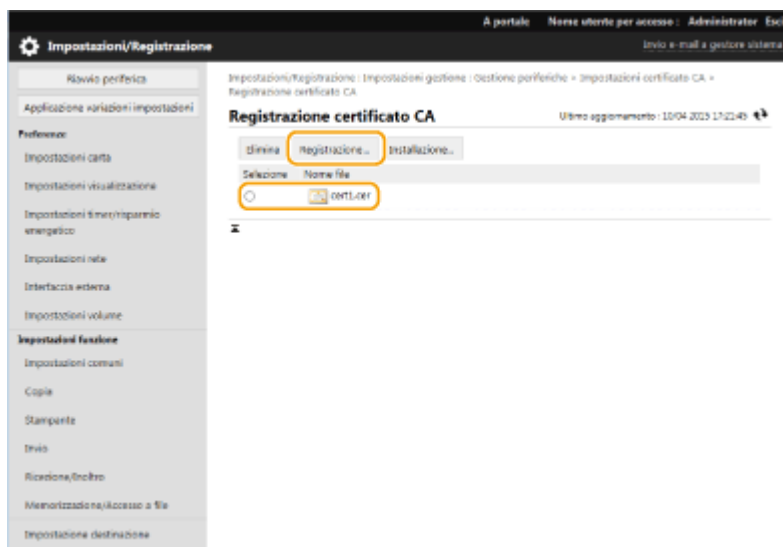 A portale Nome utente per accesso : Administrator Esci
Impostazioni/Registrazione
Invio e-mail a gestore sistema
Riavvio periferica
Applicazione variazioni impostazioni
Preferenze
Impostazioni carta
Impostazioni visualizzazione
Impostazioni timer/risparmio
energetico
Impostazioni rete
Interfaccia esterna
Impostazioni volume
Impostazioni funzione
Impostazioni comuni
Copia
Stampante
Invio
Ricezione/Inoltro
Memorizzazione/Accesso a file
Impostazione destinazione
Impostazioni/Registrazione : Impostazioni gestione : Gestione periferiche > Impostazioni certificato CA >
Registrazione certificato CA
Registrazione certificato CA
Ultimo aggiornamento : 10/04 2015 17:21:45
Elimina Registrazione... Installazione...
Selezione Nome file
cert1.cer